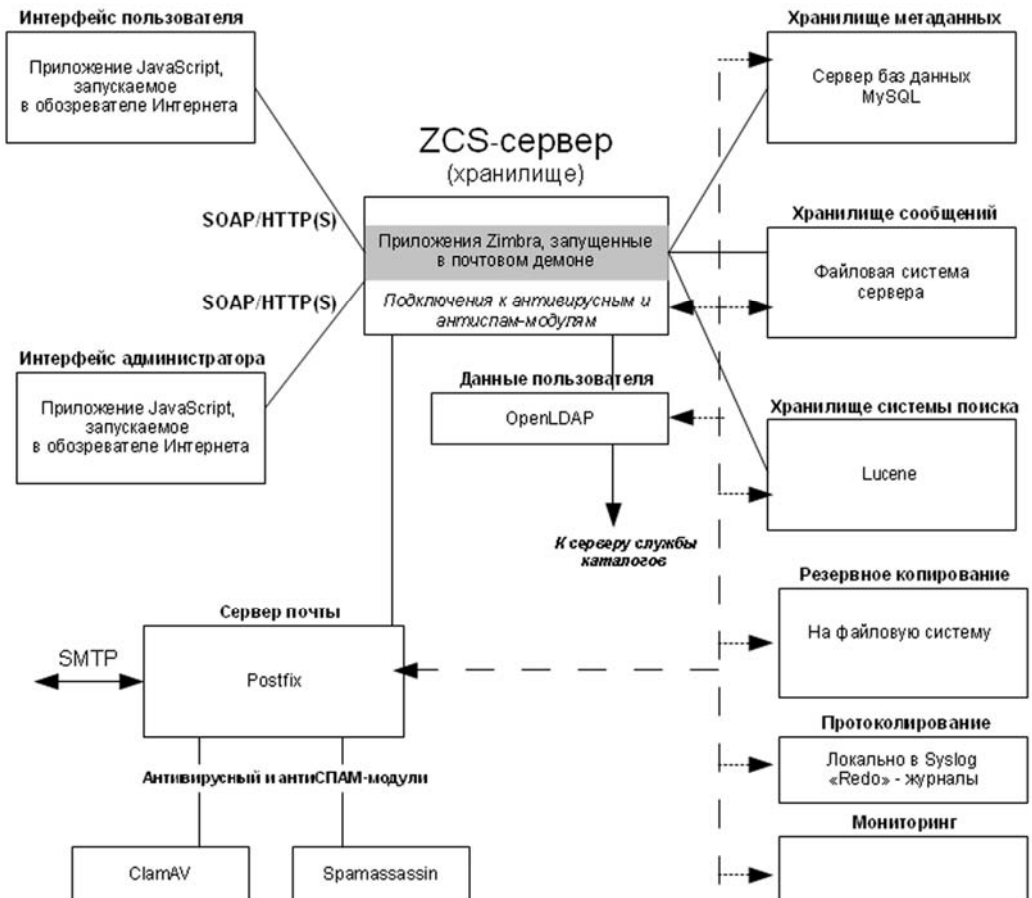 Интерфейс пользователя
Приложение JavaScript,
запускаемое
в обозревателе Интернета
Хранилище метаданных
Сервер баз данных
MySQL
ZCS-сервер
(хранилище)
SOAP/HTTP(S)
Приложения Zimbra, запущенные
в почтовом демоне
Подключения к антивирусным и
антиспам-модулям
SOAP/HTTP(S)
Хранилище сообщений
Файловая система
сервера
Интерфейс администратора
Приложение JavaScript,
запускаемое
в обозревателе Интернета
Данные пользователя
OpenLDAP
К серверу службы
каталогов
Хранилище системы поиска
Lucene
Резервное копирование
На файловую систему
Сервер почты
SMTP
Postfix
Протоколирование
Локально в Syslog
«Redo» - журналы
Антивирусный и антиСПАМ-модули
Мониторинг
ClamAV
Spamassassin